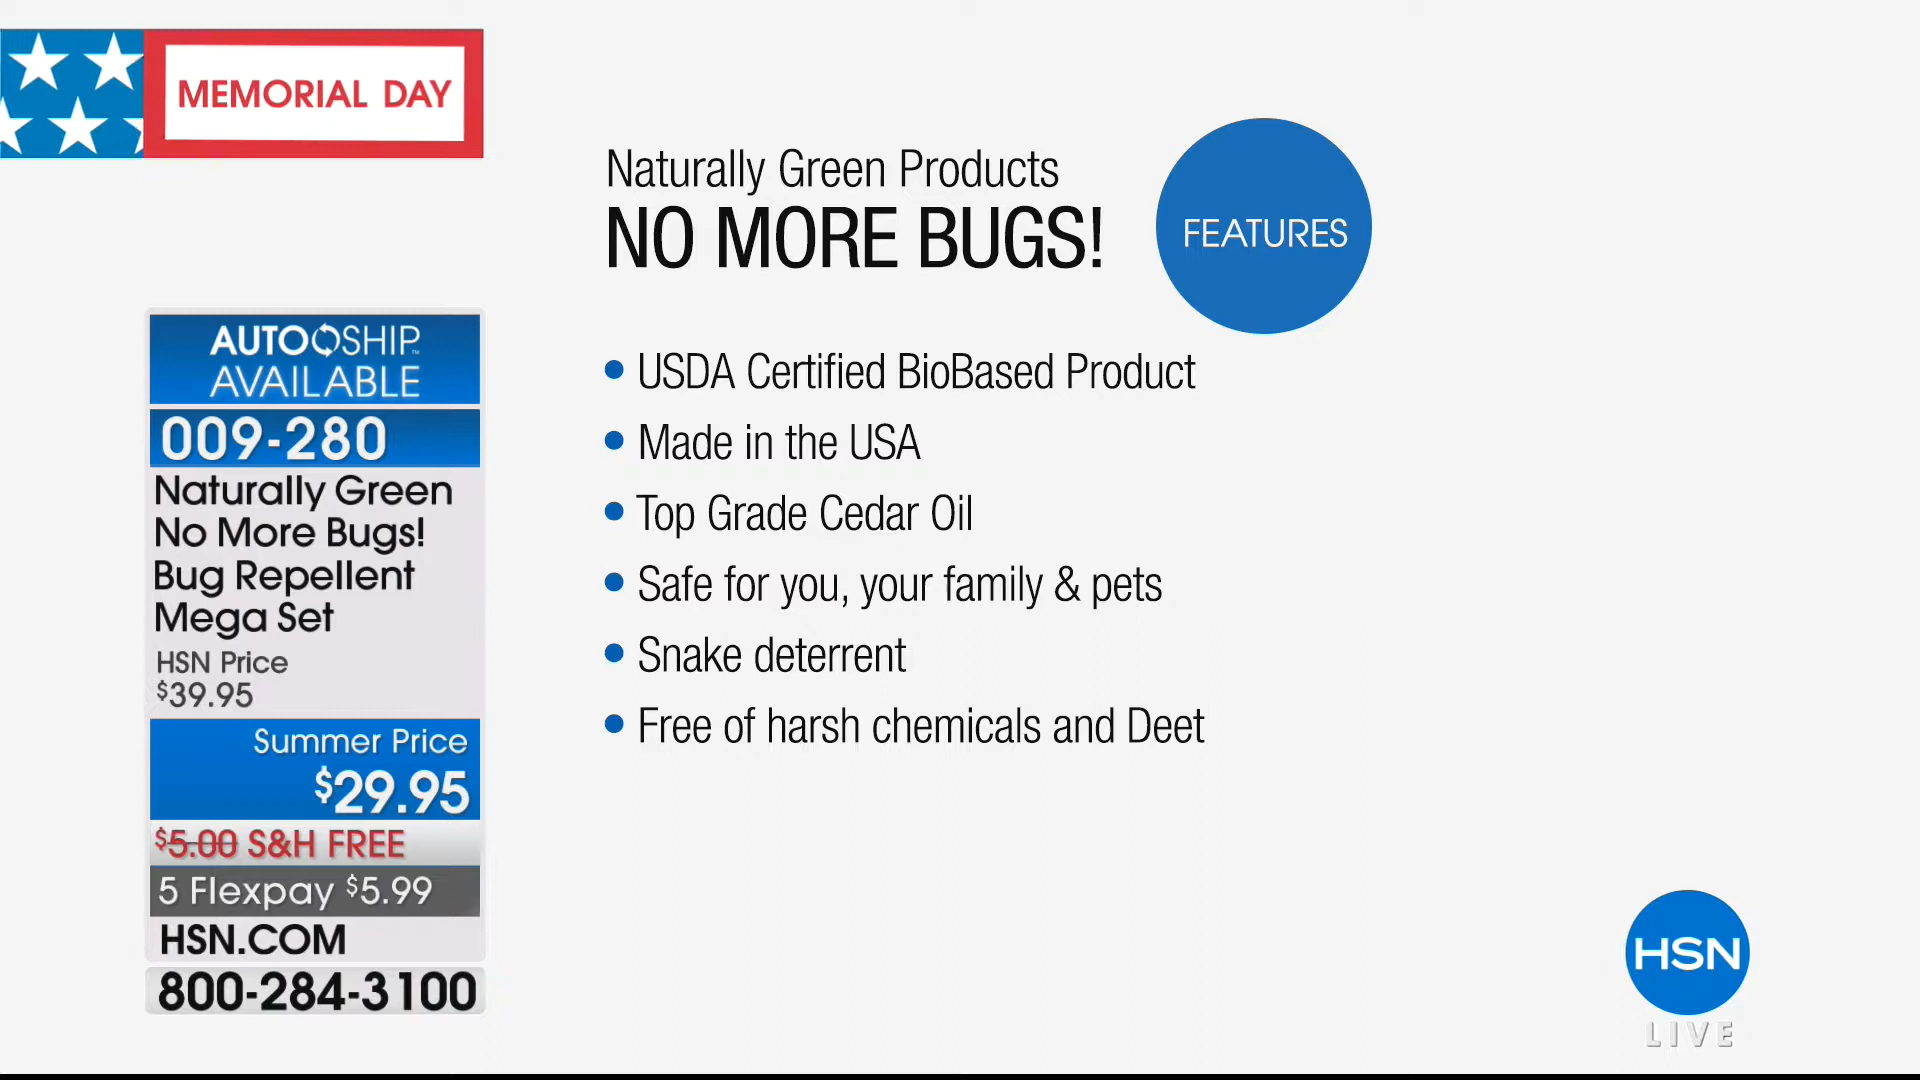 MEMORIAL DAY
Naturally Green Products
NO MORE BUGS!
FEATURES
• USDA Certified BioBased Product
• Made in the USA
• Top Grade Cedar Oil
• Safe for you, your family & pets
• Snake deterrent
• Free of harsh chemicals and Deet
AUTO SHIP™
AVAILABLE
009-280
Naturally Green
No More Bugs!
Bug Repellent
Mega Set
HSN Price
$39.95
Summer Price
$29.95
$5.00 S&H FREE
5 Flexpay $5.99
HSN.COM
800-284-3100
HSN
LIVE